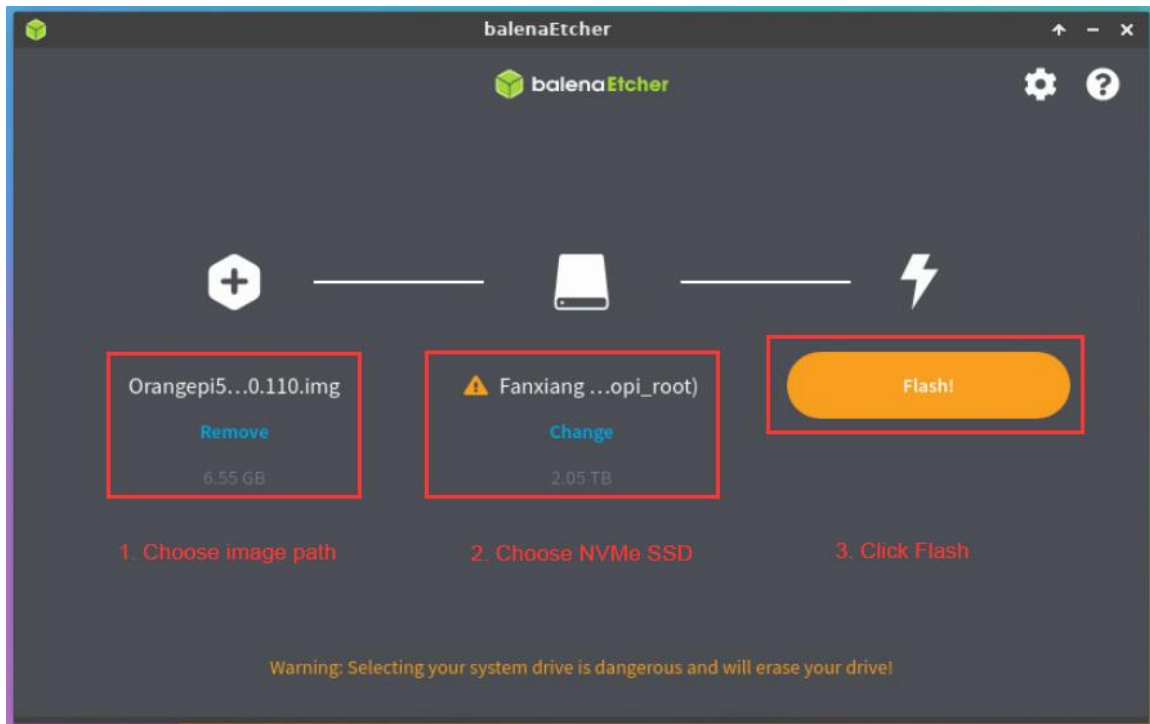 balenaEtcher
balenaEtcher
Orangepi5...0.110.img
Remove
6.55 GB
Fanxiang ...opi_root)
Change
2.05 TB
Flash!
1. Choose image path
2. Choose NVMe SSD
3. Click Flash
Warning: Selecting your system drive is dangerous and will erase your drive!